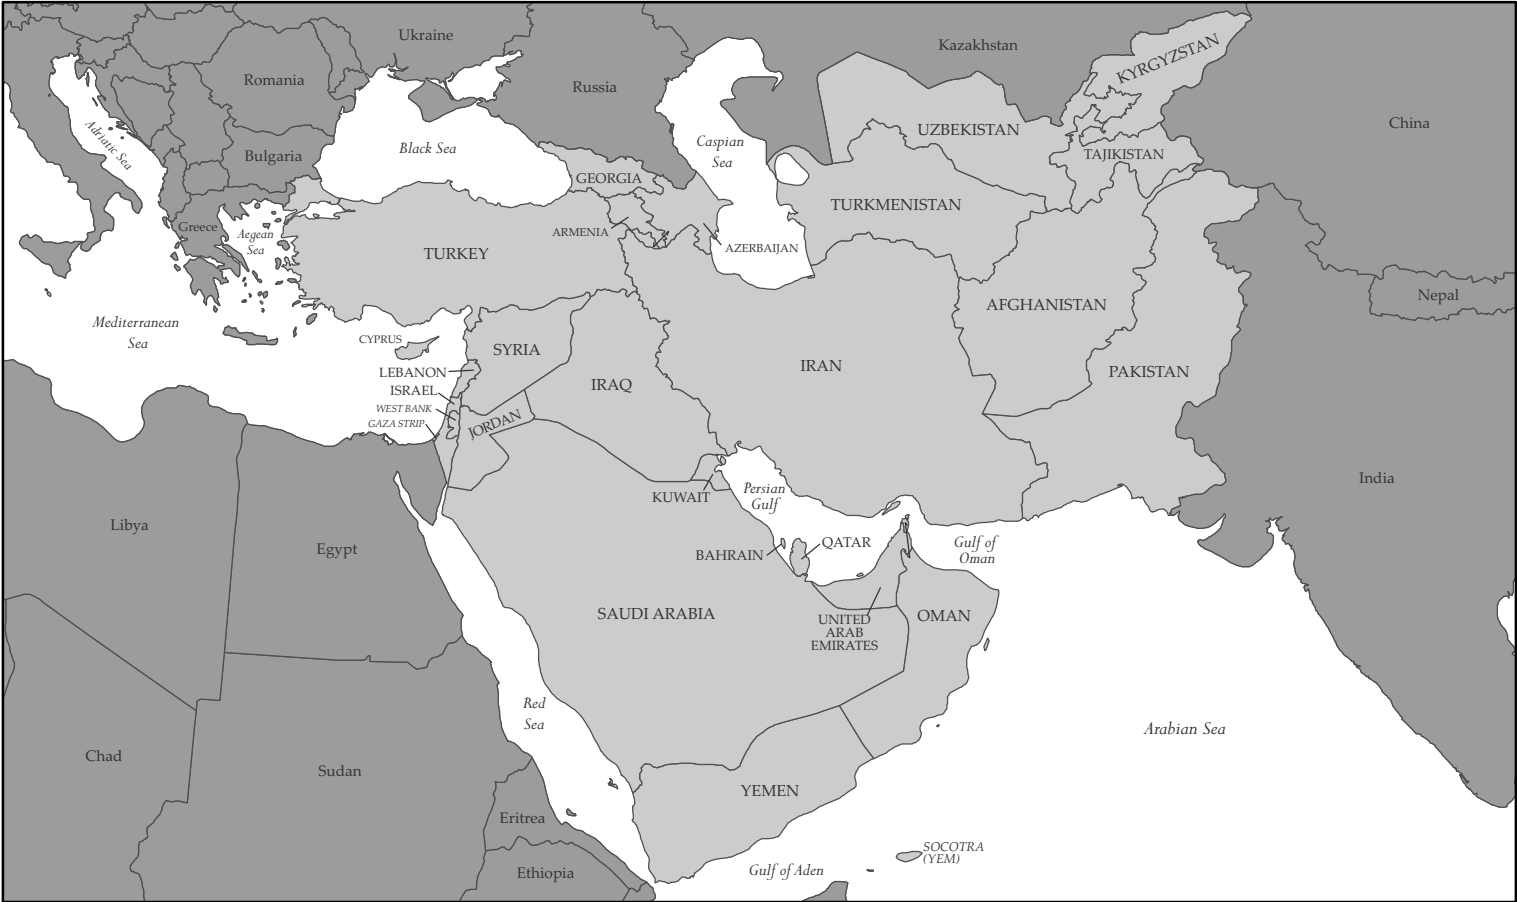 Ukraine
Kazakhstan
KYRGYZSTAN
Romania
Russia
China
Adriatic Sea
UZBEKISTAN
Caspian
Sea
Black Sea
Bulgaria
TAJIKISTAN
GEORGIA
TURKMENISTAN
Greece
Aegean
Sea
ARMENIA
AZERBAIJAN
TURKEY
Nepal
AFGHANISTAN
Mediterranean
Sea
CYPRUS
SYRIA
IRAN
PAKISTAN
LEBANON
IRAQ
ISRAEL
WEST BANK
GAZA STRIP
JORDAN
India
KUWAIT
Persian
Gulf
Libya
Egypt
BAHRAIN
QATAR
Gulf of
Oman
SAUDI ARABIA
UNITED
ARAB
EMIRATES
OMAN
Red
Sea
Arabian Sea
Chad
Sudan
YEMEN
Eritrea
SOCOTRA
(YEM)
Ethiopia
Gulf of Aden